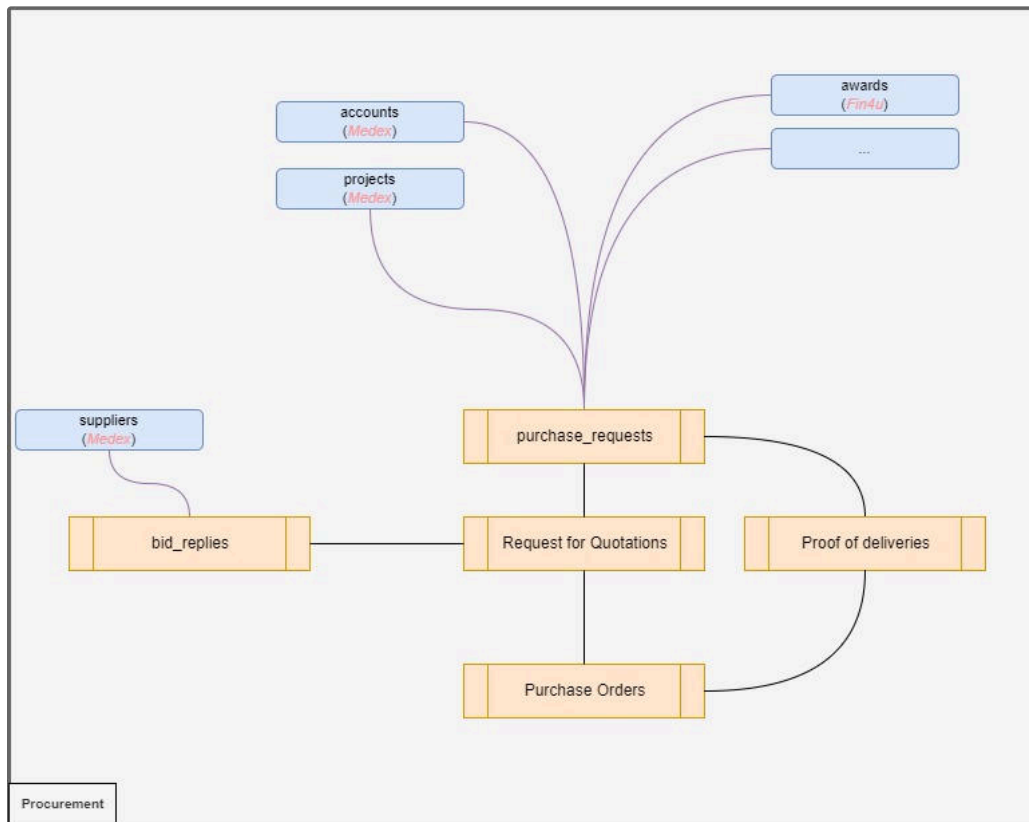 awards
(Fin4u)
accounts
(Medex)
...
projects
(Medex)
suppliers
(Medex)
purchase_requests
bid_replies
Request for Quotations
Proof of deliveries
Purchase Orders
Procurement